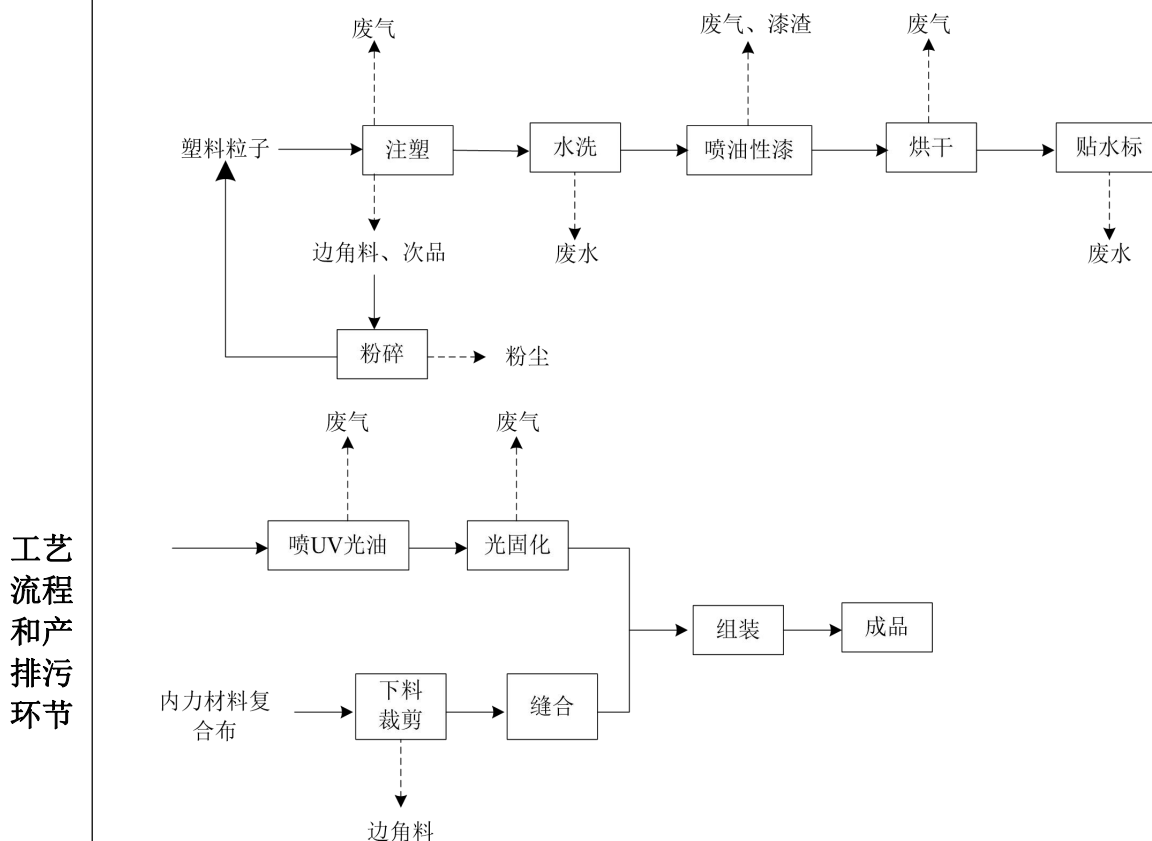 废气
废气、漆渣
废气
塑料粒子
注塑
水洗
喷油性漆
烘干
贴水标
边角料、次品
废水
废水
粉碎
粉尘
废气
废气
喷UV光油
光固化
组装
成品
内力材料复
合布
下料
裁剪
缝合
边角料
工艺
流程
和产
排污
环节